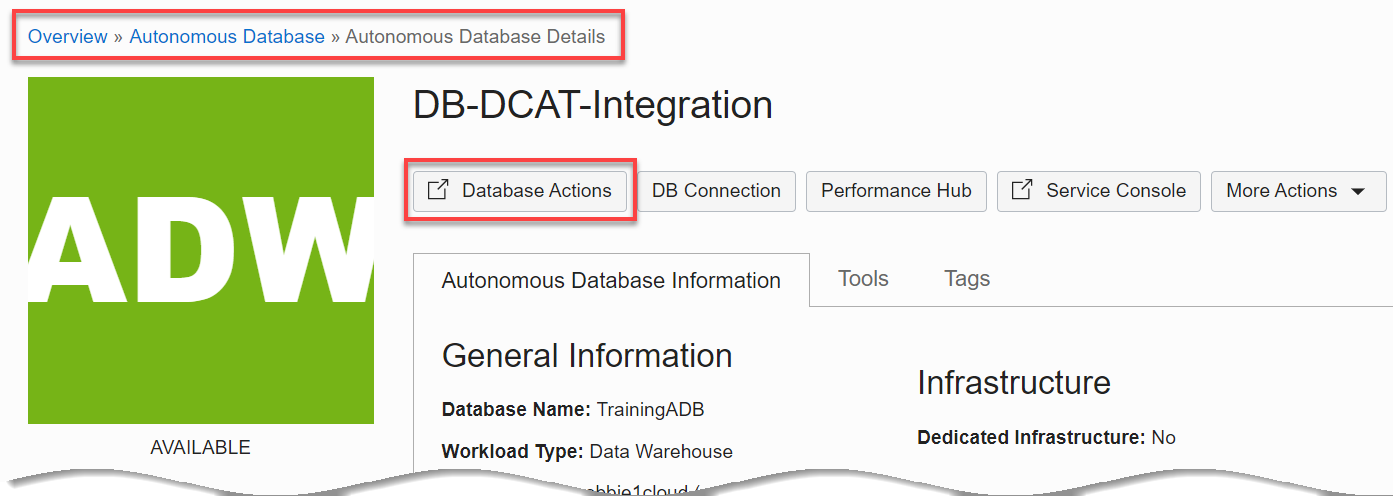 Overview » Autonomous Database » Autonomous Database Details
ADW
AVAILABLE
DB-DCAT-Integration
Database Actions
DB Connection
Performance Hub
Service Console
More Actions
Autonomous Database Information
Tools
Tags
General Information
Database Name: TrainingADB
Workload Type: Data Warehouse
Infrastructure
Dedicated Infrastructure: No